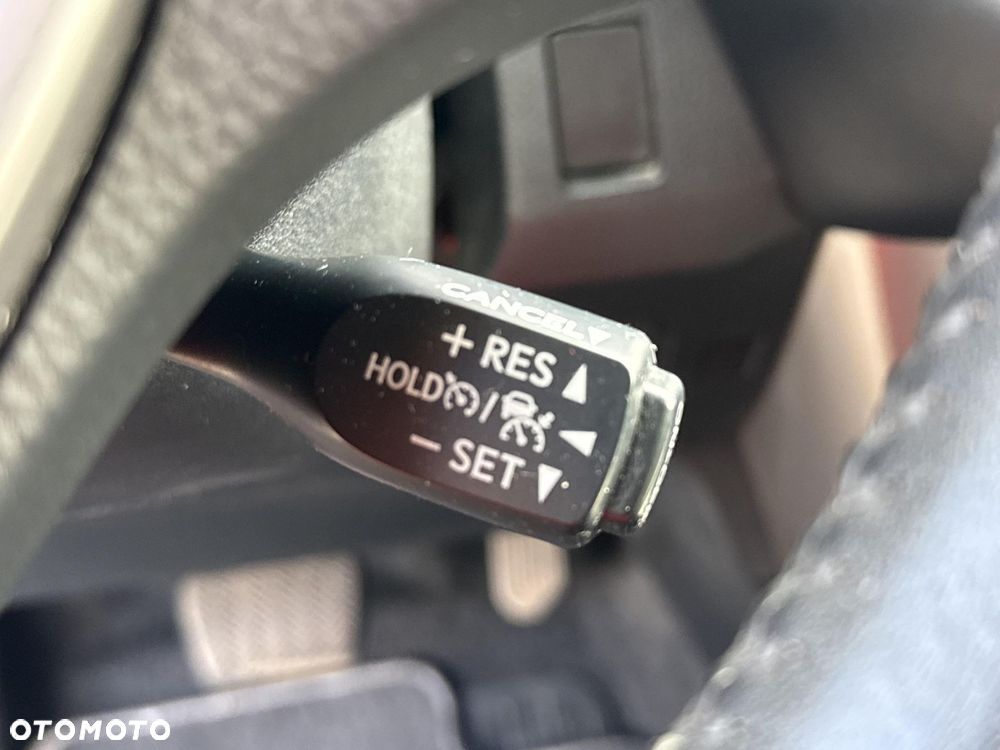 CANCEL▼
+ RES ▲
HOLD / ◀
− SET ▼
OTOMOTO